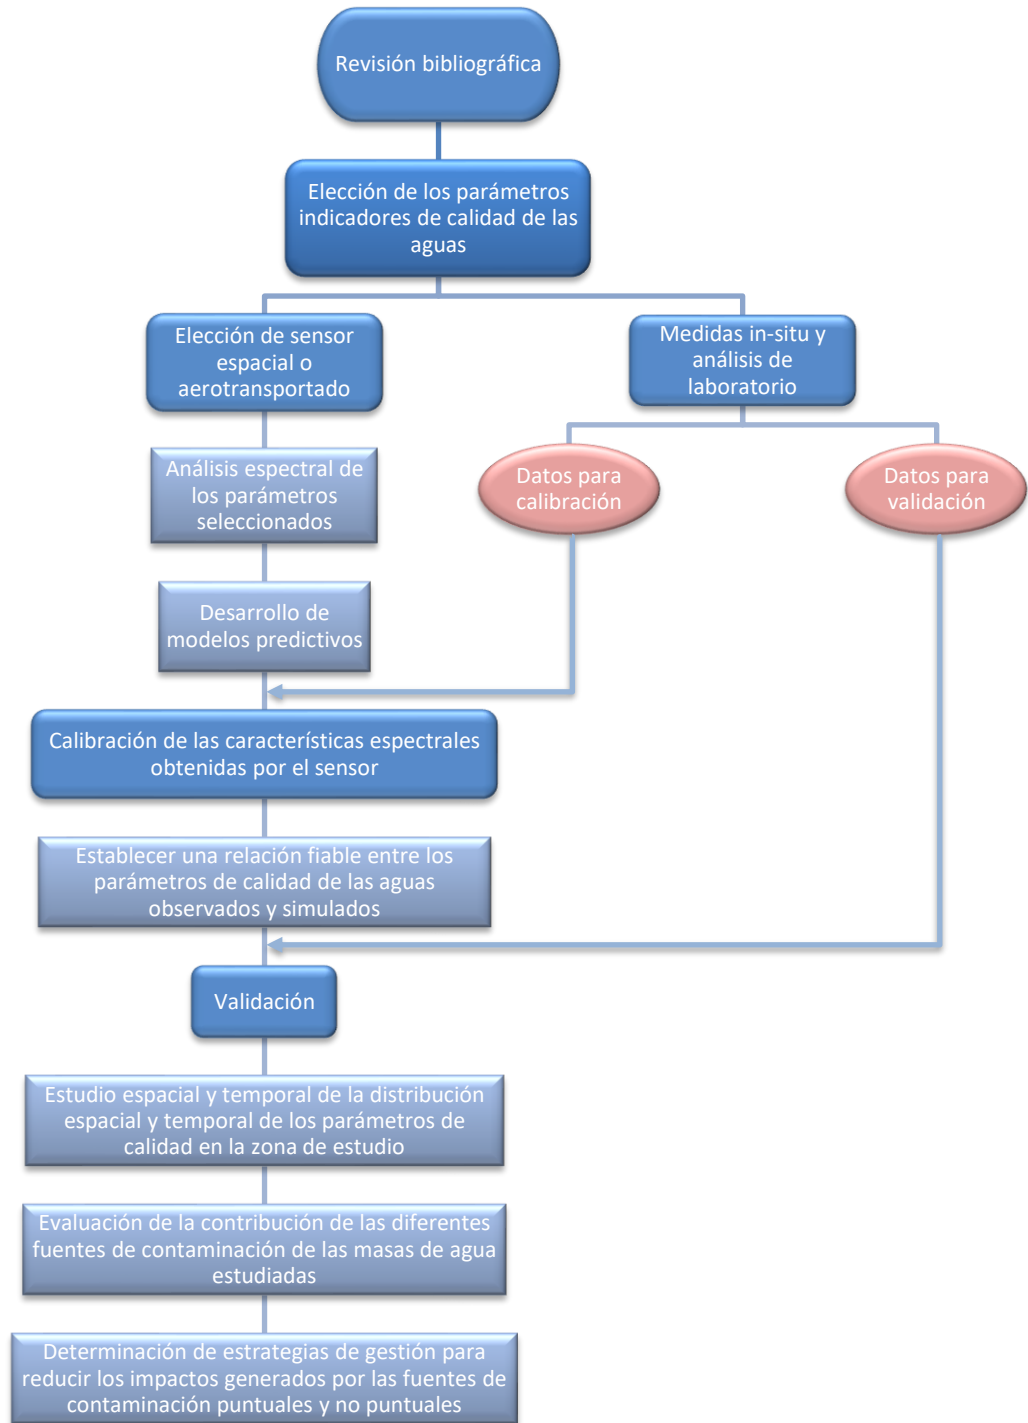 Revisión bibliográfica
Elección de los parámetros
indicadores de calidad de las
aguas
Elección de sensor
espacial o
aerotransportado
Medidas in-situ y
análisis de
laboratorio
Análisis espectral de
los parámetros
seleccionados
Datos para
calibración
Datos para
validación
Desarrollo de
modelos predictivos
Calibración de las características espectrales
obtenidas por el sensor
Establecer una relación fiable entre los
parámetros de calidad de las aguas
observados y simulados
Validación
Estudio espacial y temporal de la distribución
espacial y temporal de los parámetros de
calidad en la zona de estudio
Evaluación de la contribución de las diferentes
fuentes de contaminación de las masas de agua
estudiadas
Determinación de estrategias de gestión para
reducir los impactos generados por las fuentes de
contaminación puntuales y no puntuales